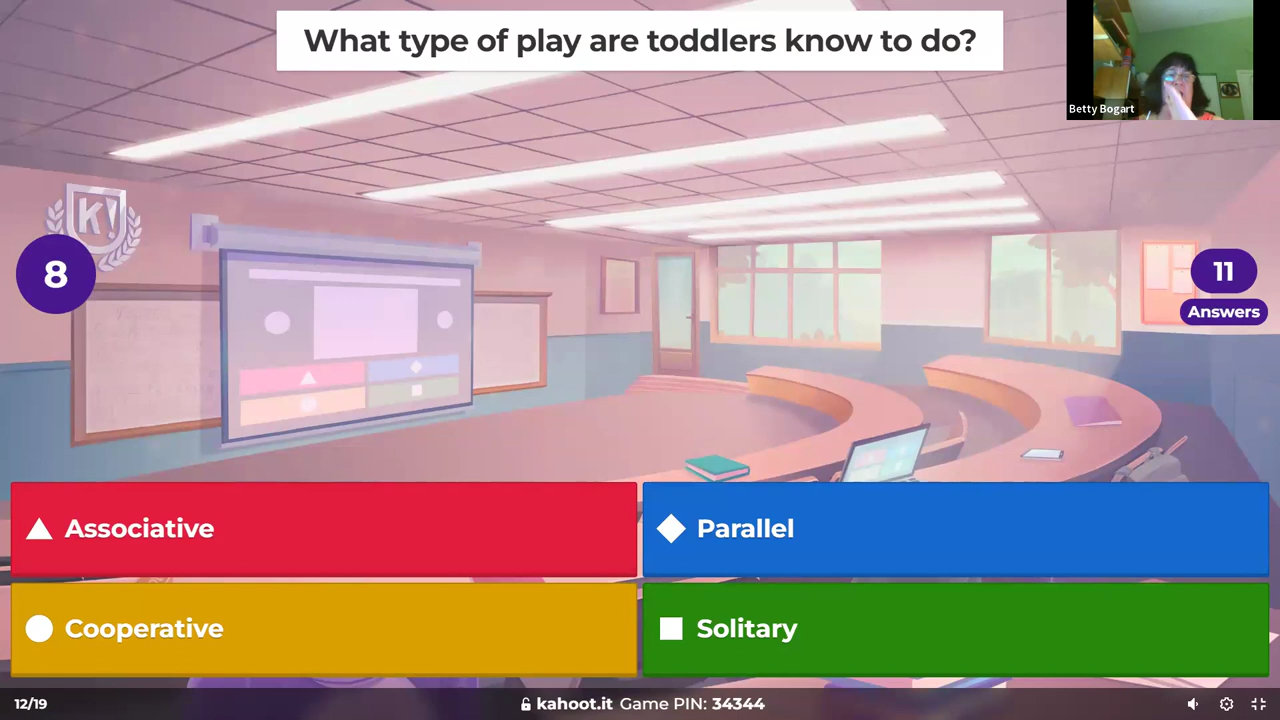 What type of play are toddlers know to do?
Betty Bogart
K!
8
11
Answers
Associative
Parallel
Cooperative
Solitary
12/19
kahoot.it Game PIN: 34344